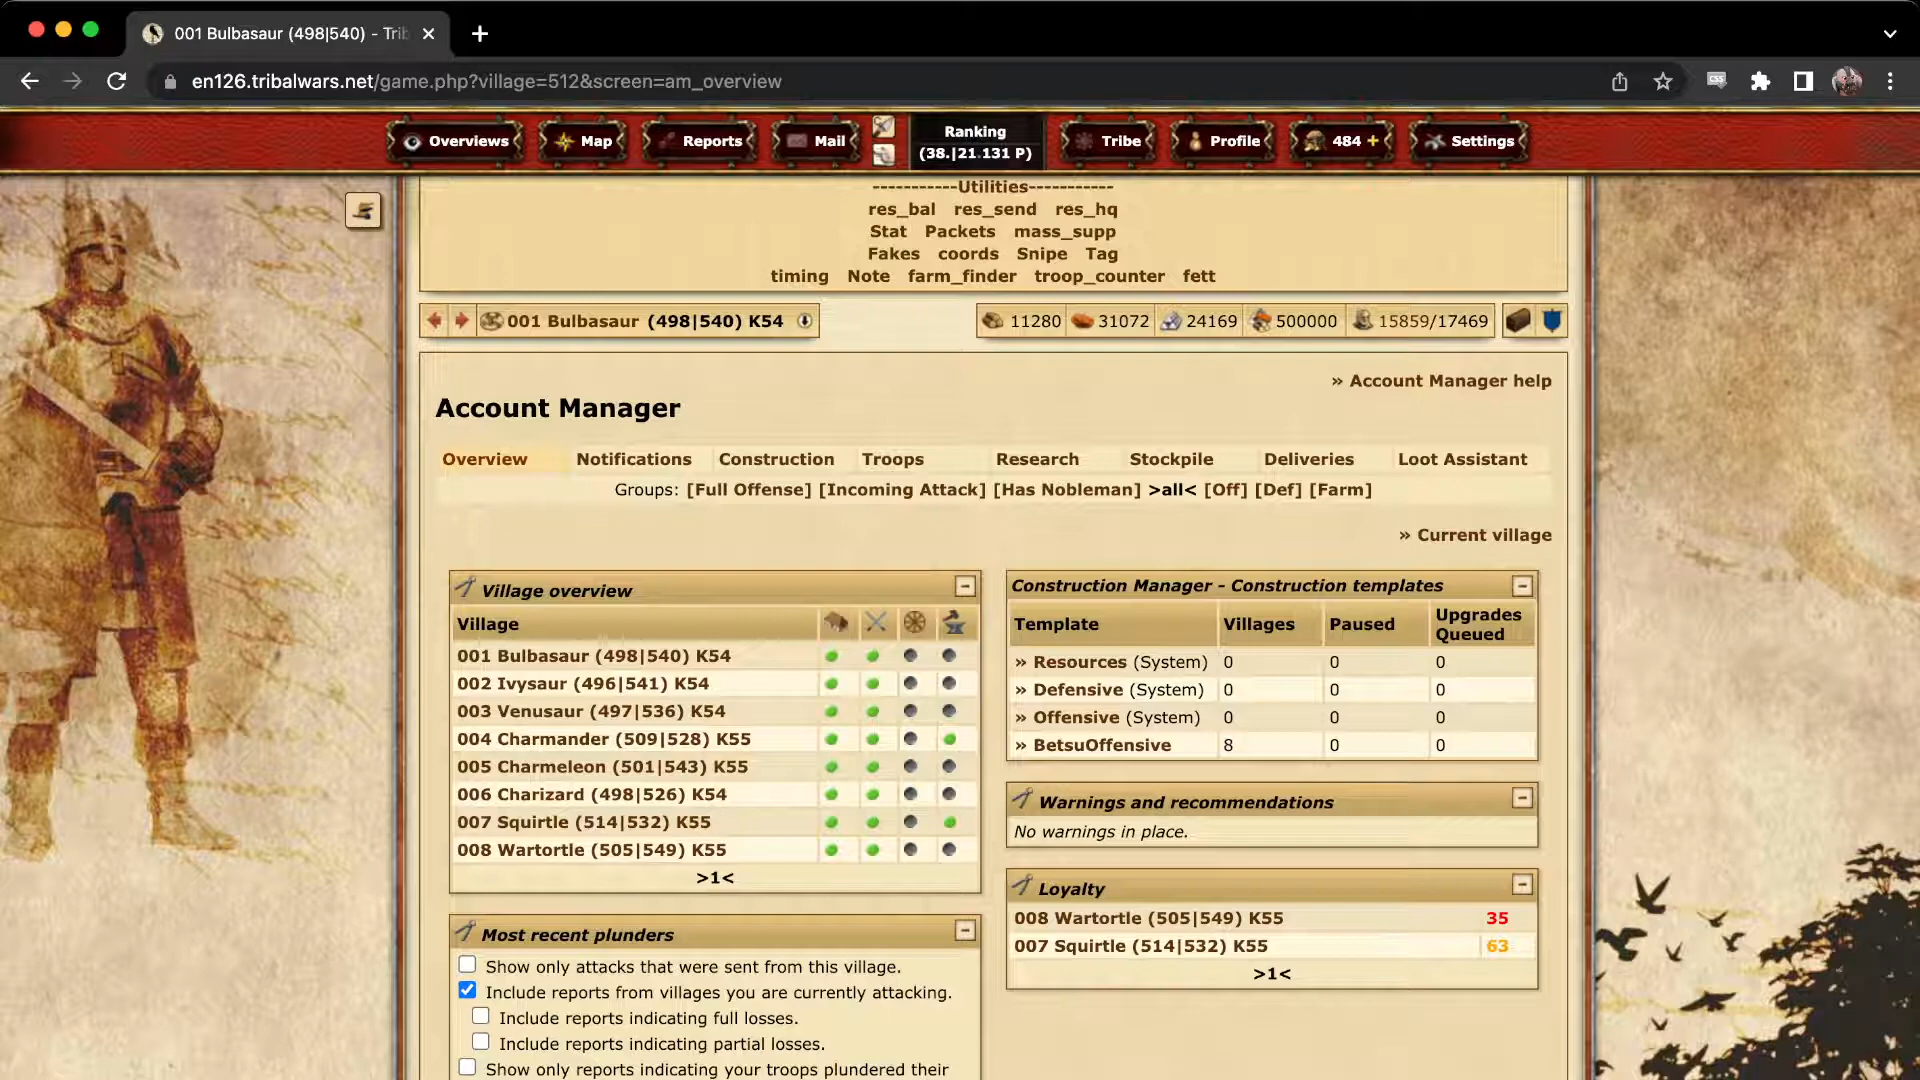 001 Bulbasaur (498|540) - Trib
en126.tribalwars.net/game.php?village=512&screen=am_overview
CSS
Overviews
Map
Reports
Mail
Ranking
(38.|21.131 P)
Tribe
Profile
484 +
Settings
-----------Utilities-----------
res_bal res_send res_hq
Stat Packets mass_supp
Fakes coords Snipe Tag
timing Note farm_finder troop_counter fett
001 Bulbasaur (498|540) K54
11280 31072 24169 500000 15859/17469
» Account Manager help
Account Manager
Overview Notifications Construction Troops Research Stockpile Deliveries Loot Assistant
Groups: [Full Offense] [Incoming Attack] [Has Nobleman] >all< [Off] [Def] [Farm]
» Current village
Village overview
Village
001 Bulbasaur (498|540) K54
002 Ivysaur (496|541) K54
003 Venusaur (497|536) K54
004 Charmander (509|528) K55
005 Charmeleon (501|543) K55
006 Charizard (498|526) K54
007 Squirtle (514|532) K55
008 Wartortle (505|549) K55
>1<
Most recent plunders
Show only attacks that were sent from this village.
Include reports from villages you are currently attacking.
Include reports indicating full losses.
Include reports indicating partial losses.
Show only reports indicating your troops plundered their
Construction Manager - Construction templates
Template Villages Paused Upgrades Queued
» Resources (System) 0 0 0
» Defensive (System) 0 0 0
» Offensive (System) 0 0 0
» BetsuOffensive 8 0 0
Warnings and recommendations
No warnings in place.
Loyalty
008 Wartortle (505|549) K55 35
007 Squirtle (514|532) K55 63
>1<